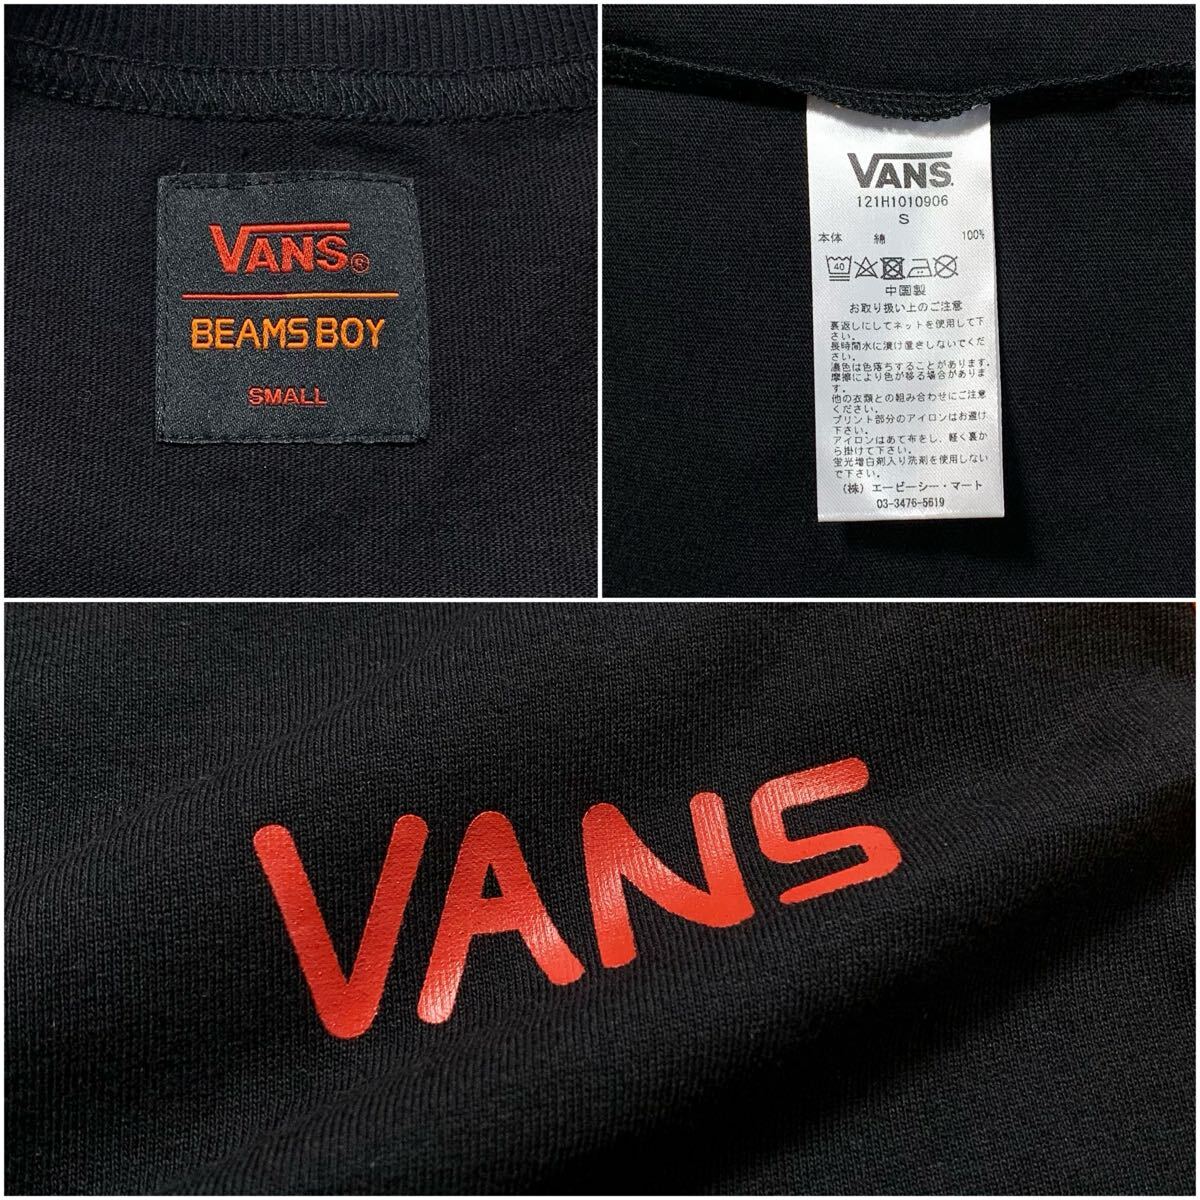 VANS®
BEAMS BOY
SMALL
VANS
121H1010906
S
本体 綿 100%
40
中国製
お取り扱い上のご注意
裏返しにしてネットを使用して下
さい。
長時間水に漬け置きしないでくだ
さい。
濃色は色落ちすることがあります。
摩擦により色が移る場合がありま
す。
他の衣類との組み合わせにご注意
ください。
プリント部分のアイロンはお避け
下さい。
アイロンはあて布をし、軽く裏か
ら掛けて下さい。
蛍光増白剤入り洗剤を使用しない
で下さい。
(株) エービーシー・マート
03-3476-5619
VANS